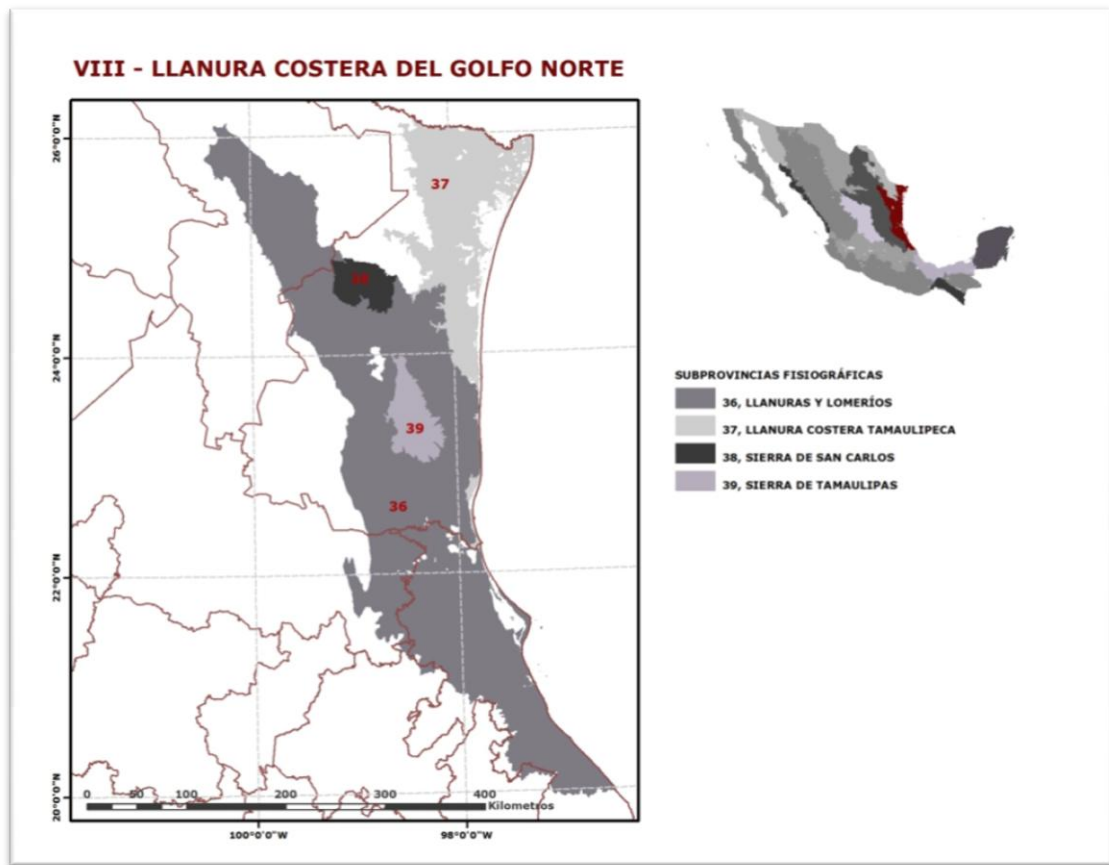 VIII - LLANURA COSTERA DEL GOLFO NORTE
26°0'0"N
24°0'0"N
22°0'0"N
20°0'0"N
37
38
39
36
0 50 100 200 300 400
Kilometros
100°0'0"W 98°0'0"W
SUBPROVINCIAS FISIOGRÁFICAS
36, LLANURAS Y LOMERÍOS
37, LLANURA COSTERA TAMAULIPECA
38, SIERRA DE SAN CARLOS
39, SIERRA DE TAMAULIPAS